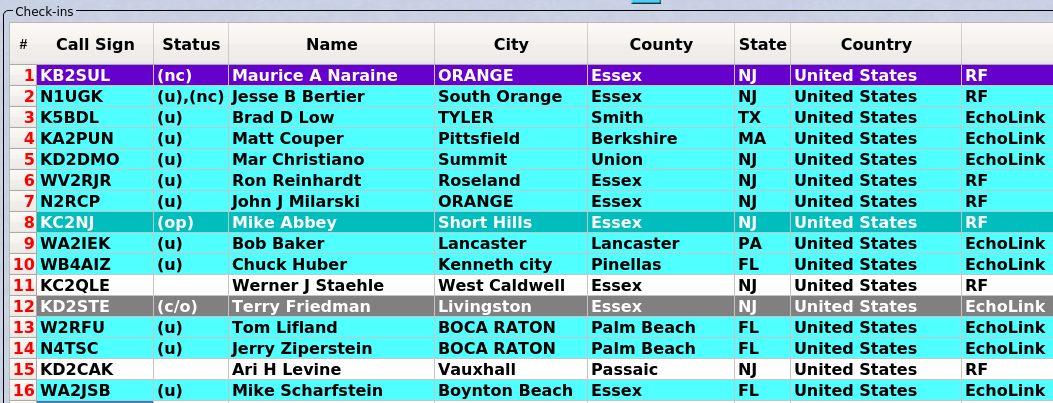 Check-ins
# Call Sign Status Name City County State Country
1 KB2SUL (nc) Maurice A Naraine ORANGE Essex NJ United States RF
2 N1UGK (u),(nc) Jesse B Bertier South Orange Essex NJ United States RF
3 K5BDL (u) Brad D Low TYLER Smith TX United States EchoLink
4 KA2PUN (u) Matt Couper Pittsfield Berkshire MA United States EchoLink
5 KD2DMO (u) Mar Christiano Summit Union NJ United States EchoLink
6 WV2RJR (u) Ron Reinhardt Roseland Essex NJ United States RF
7 N2RCP (u) John J Milarski ORANGE Essex NJ United States RF
8 KC2NJ (op) Mike Abbey Short Hills Essex NJ United States RF
9 WA2IEK (u) Bob Baker Lancaster Lancaster PA United States EchoLink
10 WB4AIZ (u) Chuck Huber Kenneth city Pinellas FL United States EchoLink
11 KC2QLE Werner J Staehle West Caldwell Essex NJ United States RF
12 KD2STE (c/o) Terry Friedman Livingston Essex NJ United States EchoLink
13 W2RFU (u) Tom Lifland BOCA RATON Palm Beach FL United States EchoLink
14 N4TSC (u) Jerry Ziperstein BOCA RATON Palm Beach FL United States EchoLink
15 KD2CAK Ari H Levine Vauxhall Passaic NJ United States RF
16 WA2JSB (u) Mike Scharfstein Boynton Beach Essex FL United States EchoLink